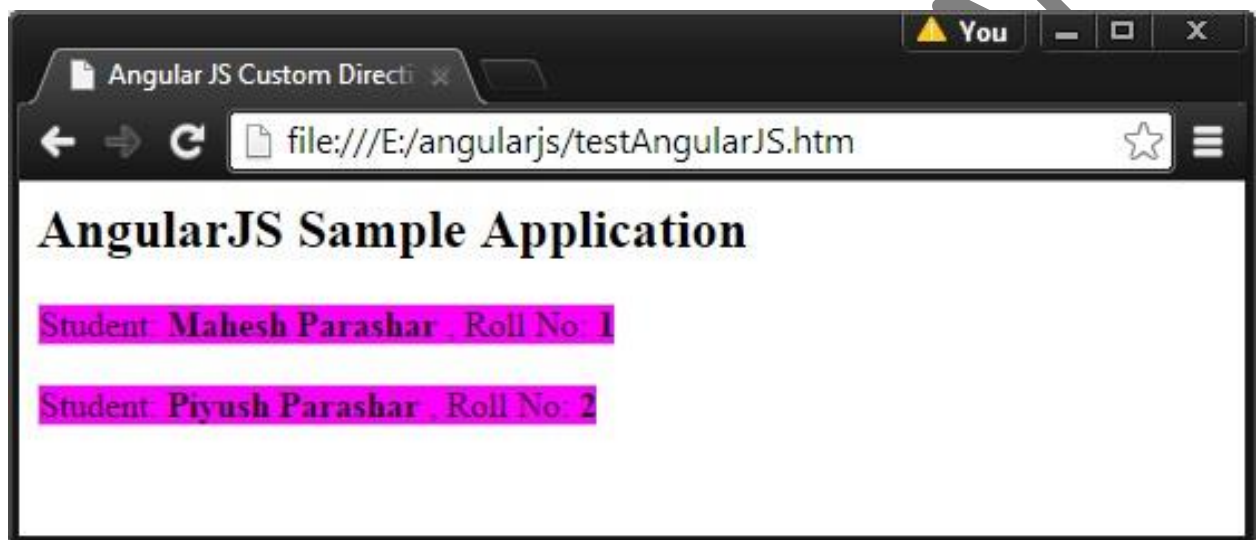 You
Angular JS Custom Directi
file:///E:/angularjs/testAngularJS.htm
AngularJS Sample Application
Student: Mahesh Parashar , Roll No: 1
Student: Piyush Parashar , Roll No: 2